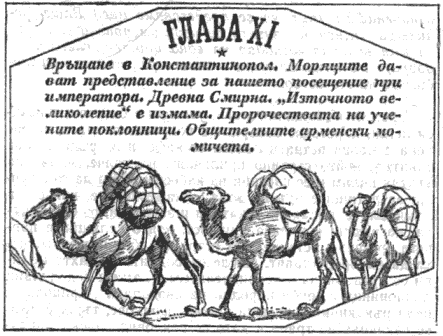 ГЛАВА XI
Връщане в Константинопол. Моряците да-
ват представление за нашето посещение при
императора. Древна Смирна. „Източното ве-
ликолепие“ е измама. Пророчествата на уче-
ните поклонници. Общителните арменски мо-
мичета.